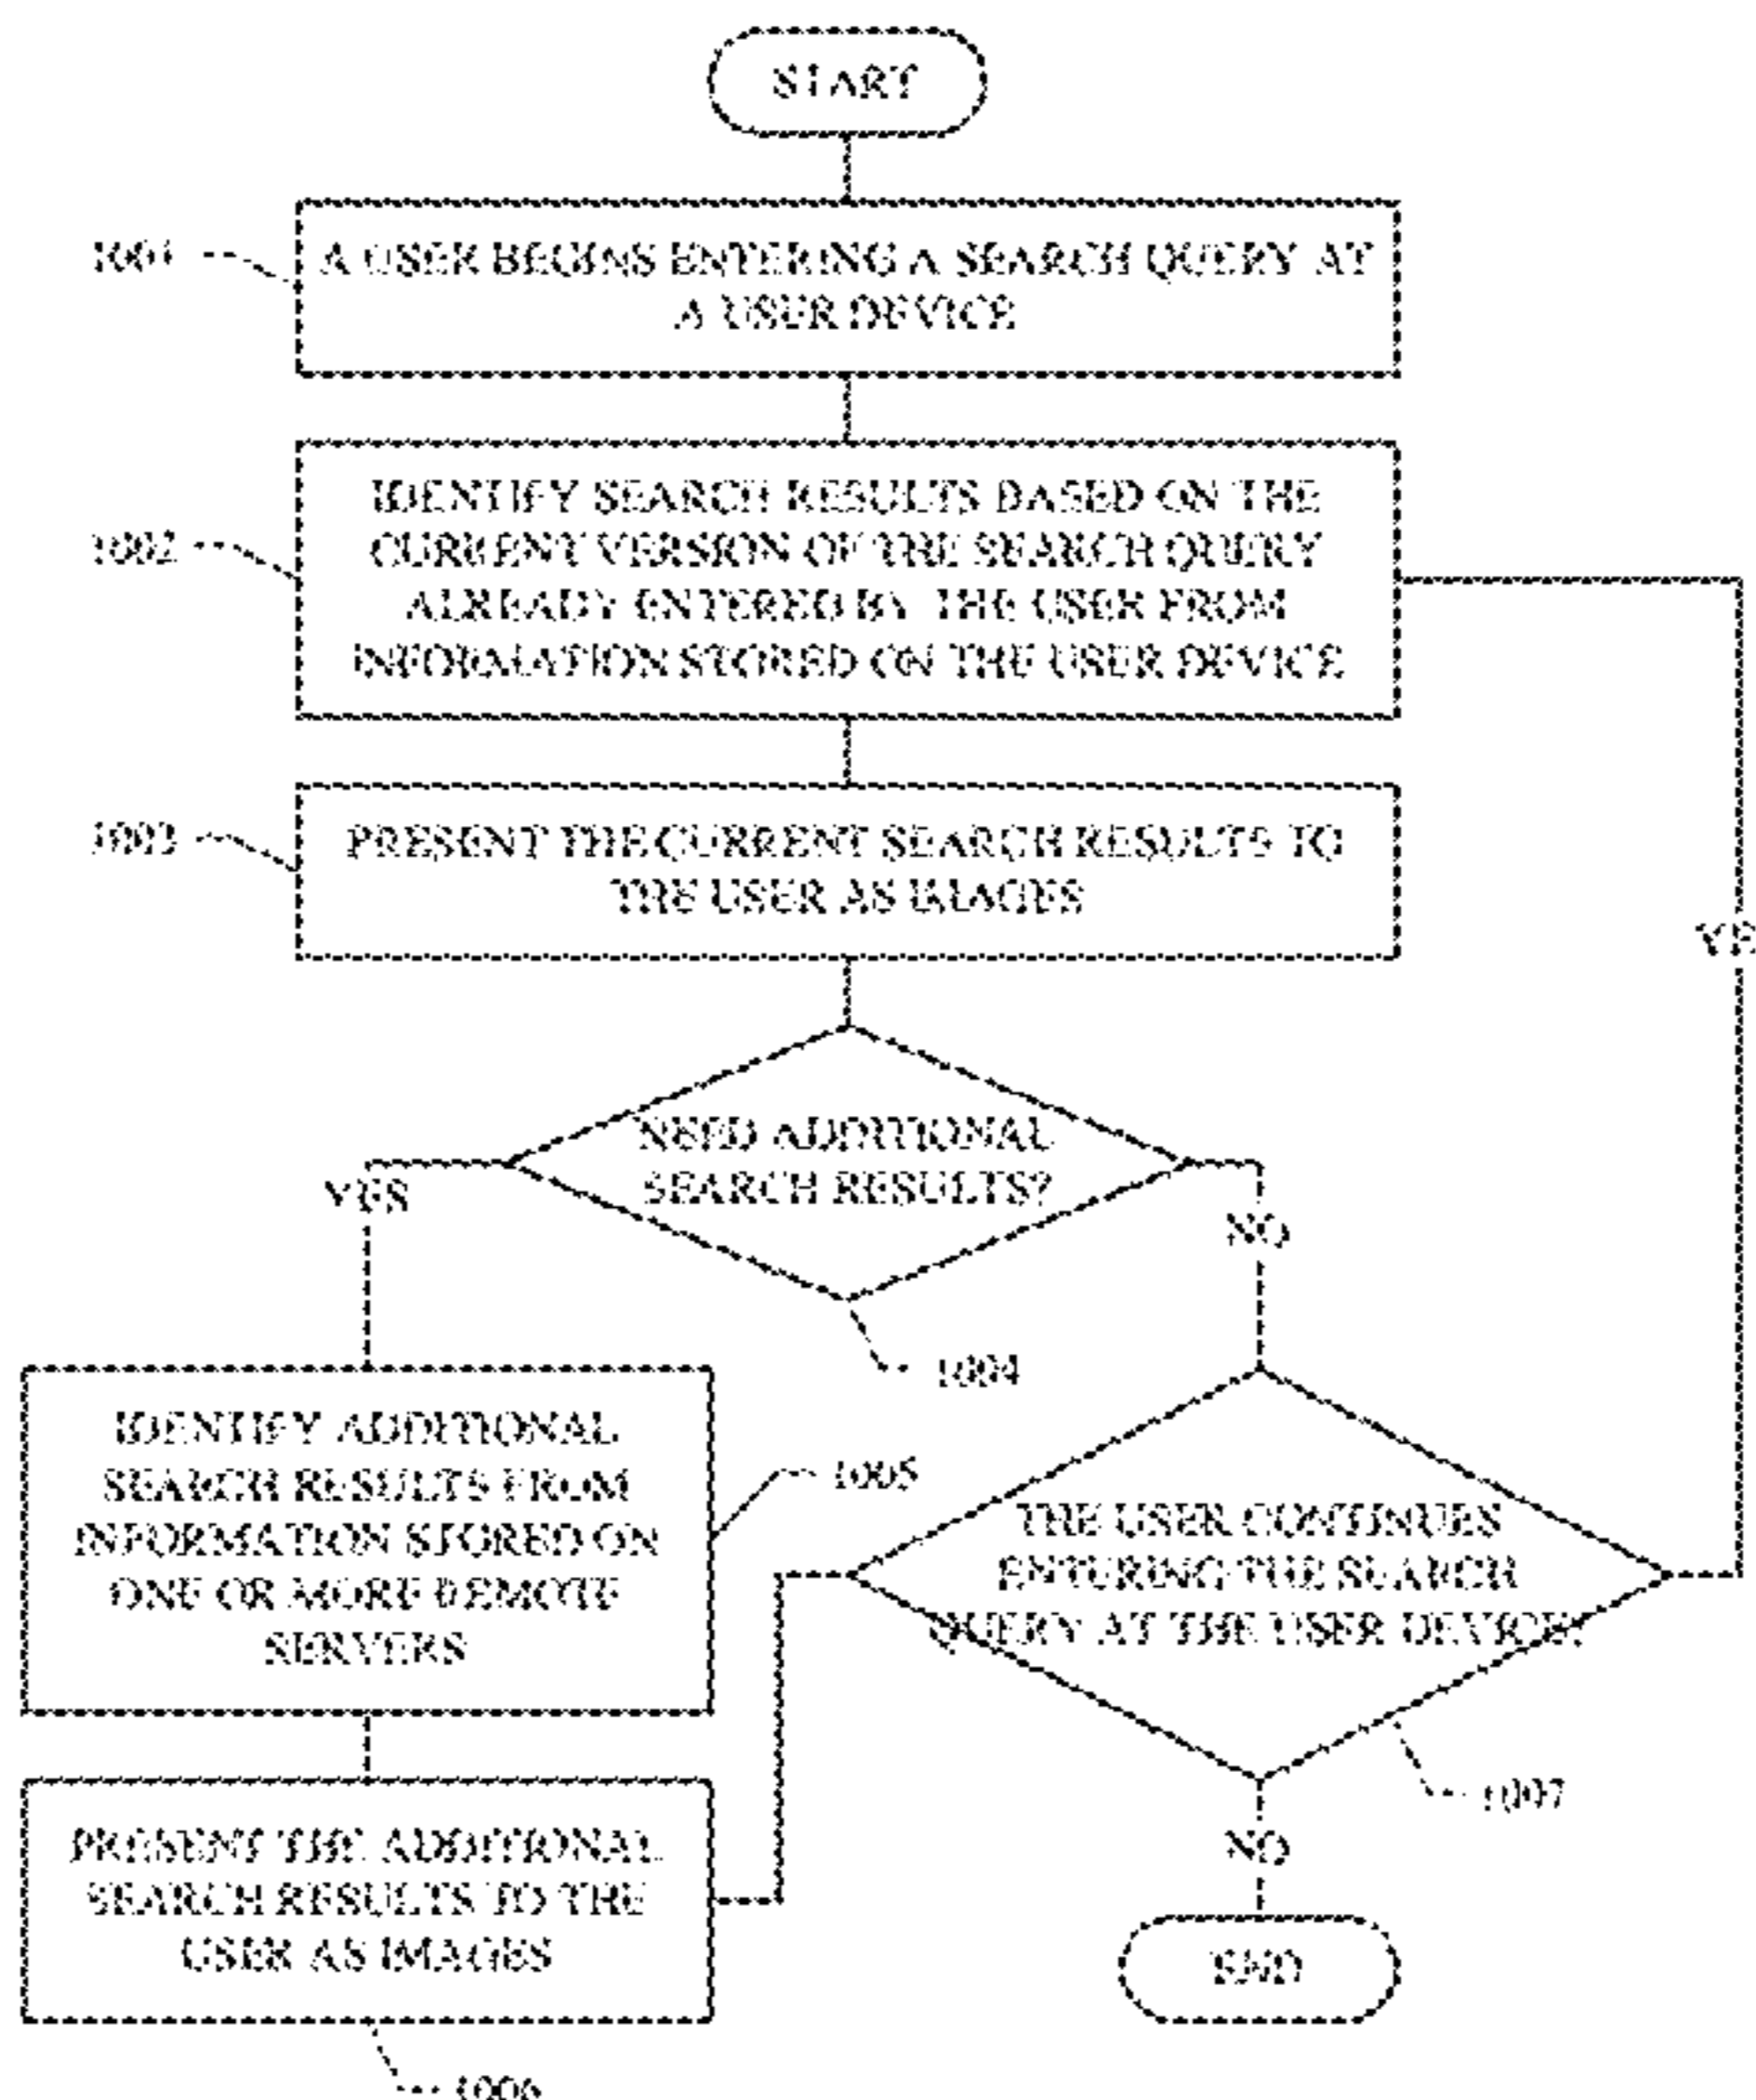 START
1001
A USER BEGINS ENTERING A SEARCH QUERY AT
A USER DEVICE
1002
IDENTIFY SEARCH RESULTS BASED ON THE
CURRENT VERSION OF THE SEARCH QUERY
ALREADY ENTERED BY THE USER FROM
INFORMATION STORED ON THE USER DEVICE
1003
PRESENT THE CURRENT SEARCH RESULTS TO
THE USER AS IMAGES
YE
NEED ADDITIONAL
SEARCH RESULTS?
YES
NO
1004
IDENTIFY ADDITIONAL
SEARCH RESULTS FROM
INFORMATION STORED ON
ONE OR MORE REMOTE
SERVERS
1005
THE USER CONTINUES
ENTERING THE SEARCH
QUERY AT THE USER DEVICE?
1007
NO
PRESENT THE ADDITIONAL
SEARCH RESULTS TO THE
USER AS IMAGES
END
1006